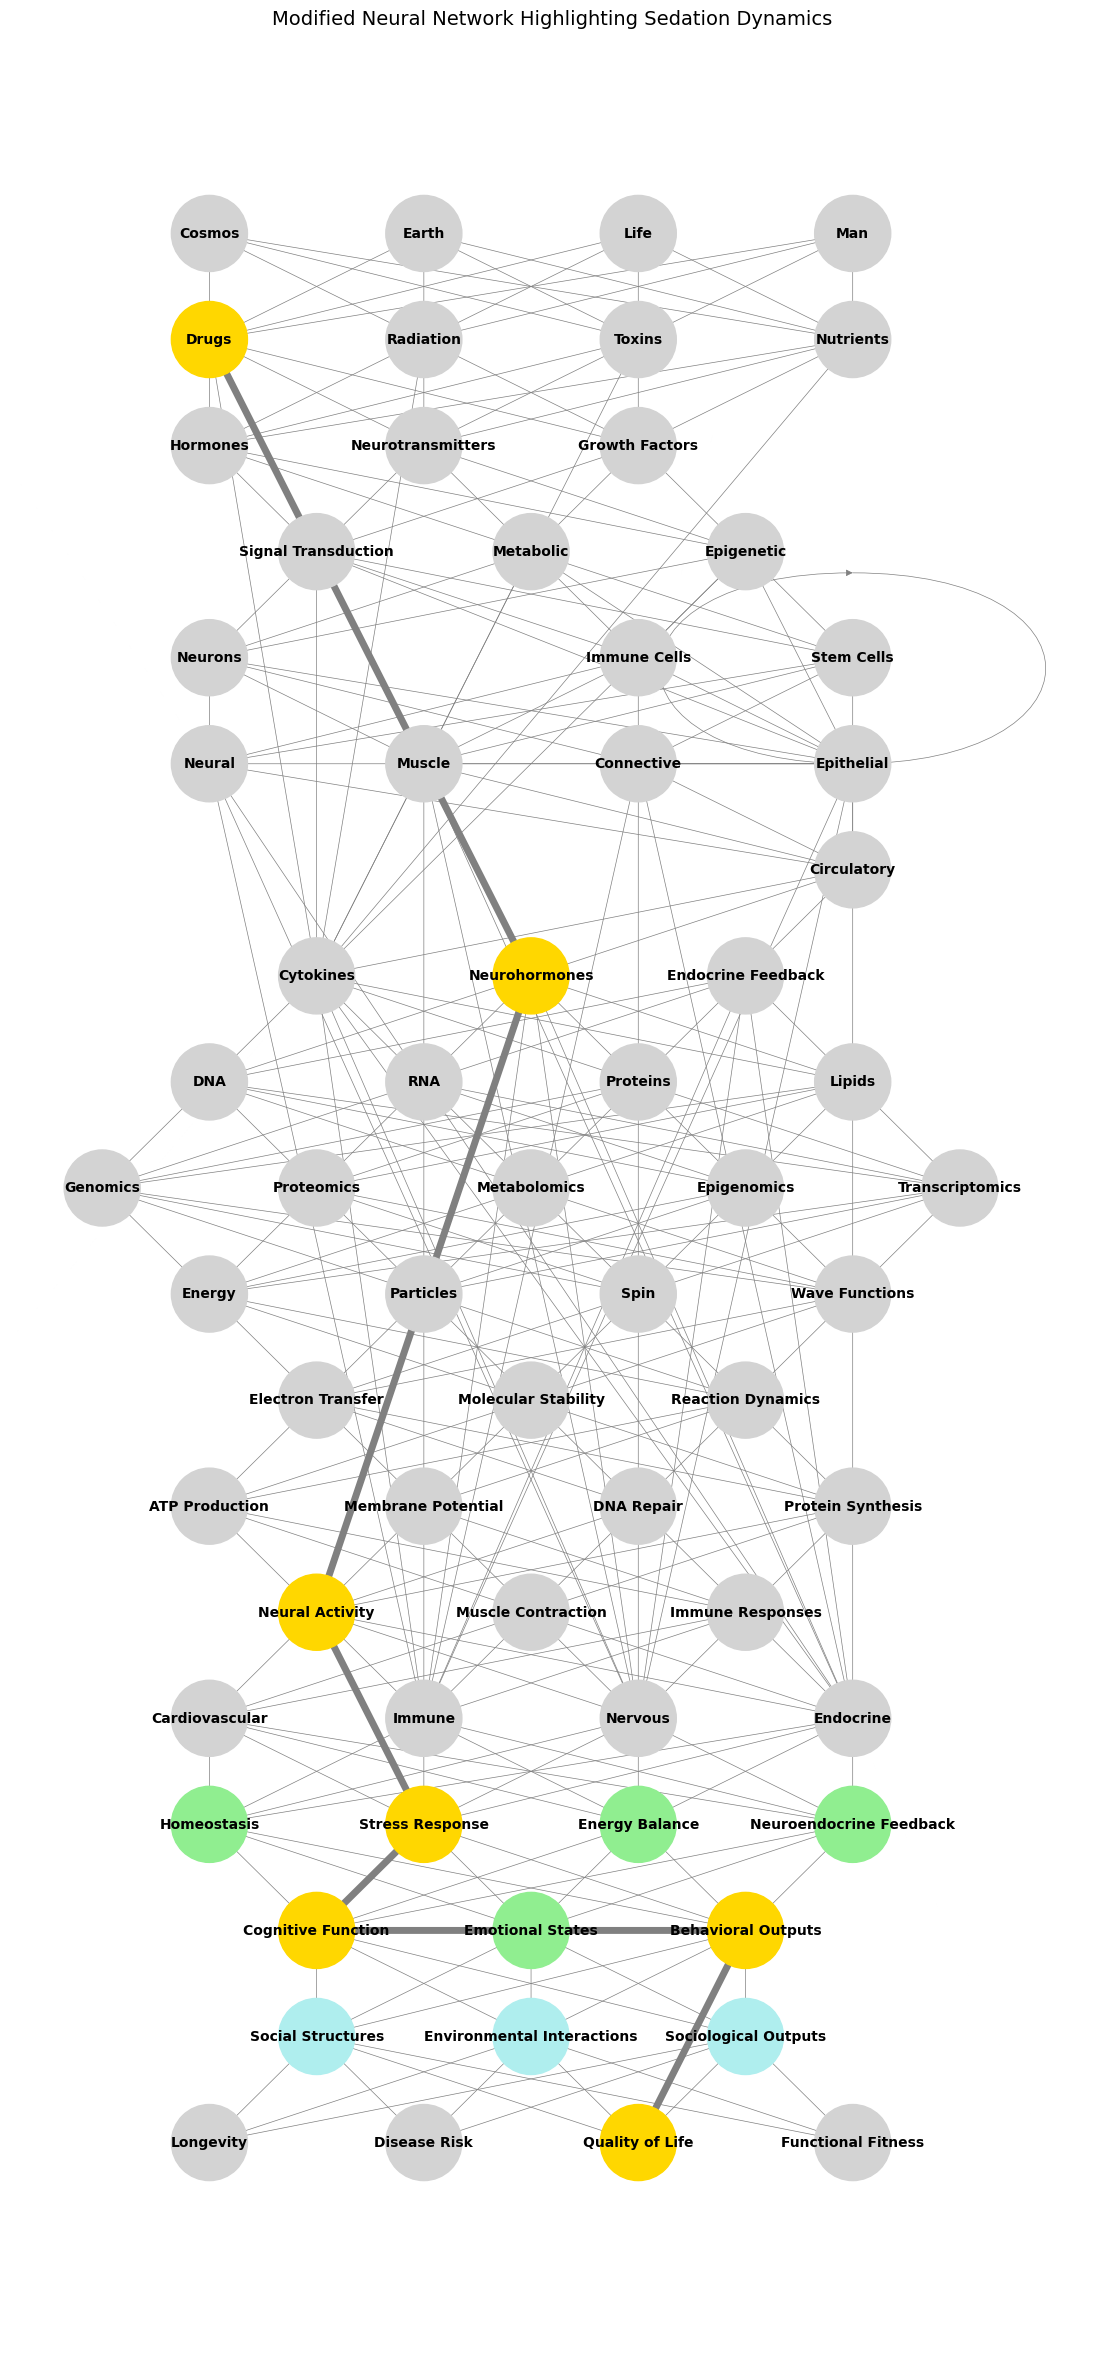 Modified Neural Network Highlighting Sedation Dynamics
Cosmos Earth Life Man
Drugs Radiation Toxins Nutrients
Hormones Neurotransmitters Growth Factors
Signal Transduction Metabolic Epigenetic
Neurons Immune Cells Stem Cells
Neural Muscle Connective Epithelial
Circulatory
Cytokines Neurohormones Endocrine Feedback
DNA RNA Proteins Lipids
Genomics Proteomics Metabolomics Epigenomics Transcriptomics
Energy Particles Spin Wave Functions
Electron Transfer Molecular Stability Reaction Dynamics
ATP Production Membrane Potential DNA Repair Protein Synthesis
Neural Activity Muscle Contraction Immune Responses
Cardiovascular Immune Nervous Endocrine
Homeostasis Stress Response Energy Balance Neuroendocrine Feedback
Cognitive Function Emotional States Behavioral Outputs
Social Structures Environmental Interactions Sociological Outputs
Longevity Disease Risk Quality of Life Functional Fitness